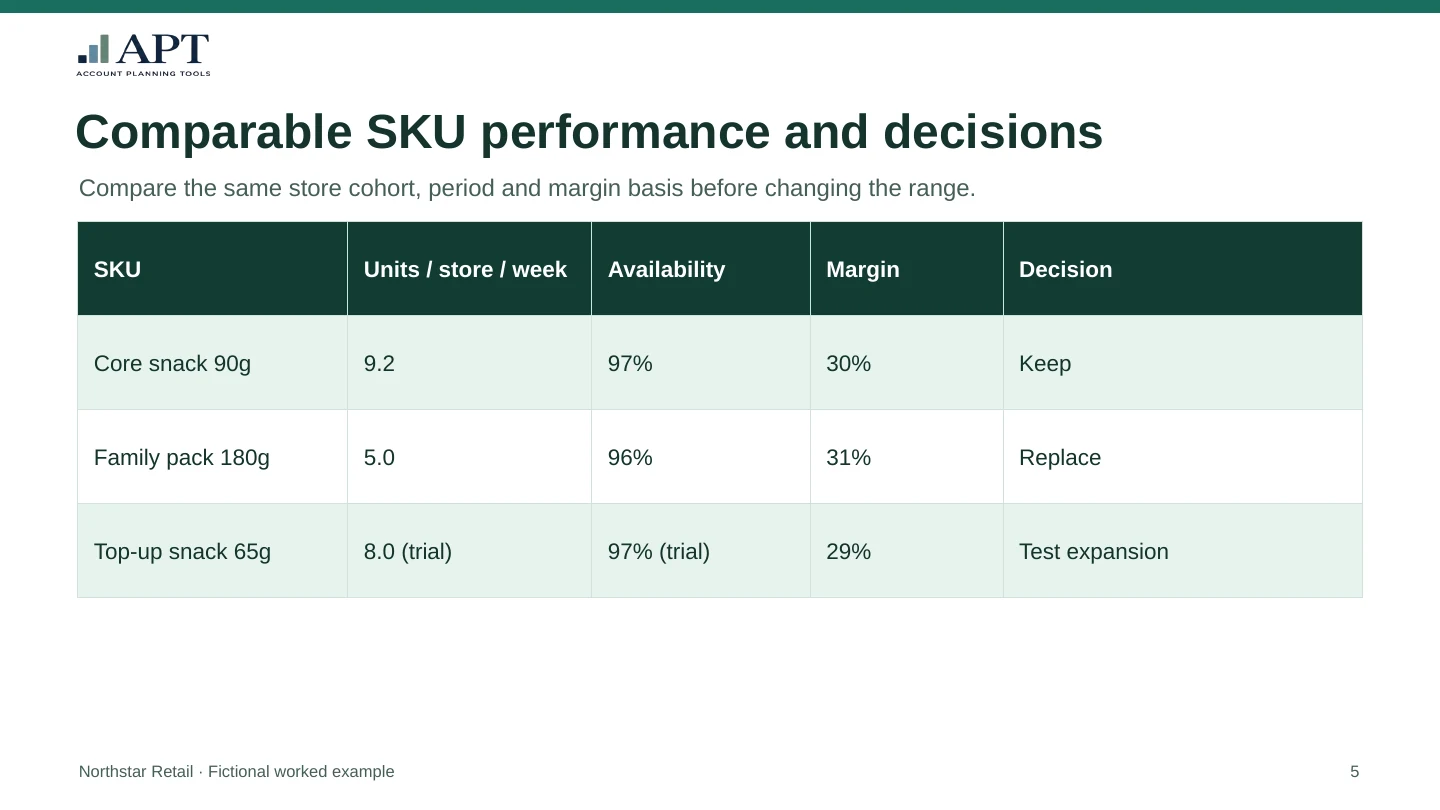 APT
ACCOUNT PLANNING TOOLS
Comparable SKU performance and decisions
Compare the same store cohort, period and margin basis before changing the range.
SKU Units / store / week Availability Margin Decision
Core snack 90g 9.2 97% 30% Keep
Family pack 180g 5.0 96% 31% Replace
Top-up snack 65g 8.0 (trial) 97% (trial) 29% Test expansion
Northstar Retail · Fictional worked example 5